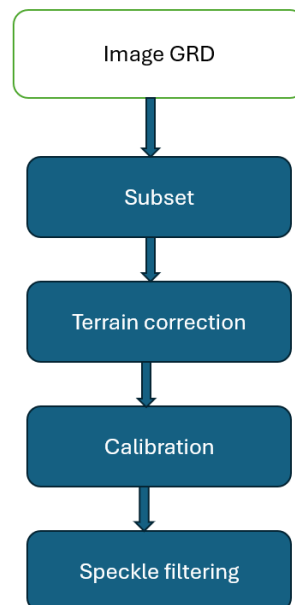 Image GRD
Subset
Terrain correction
Calibration
Speckle filtering